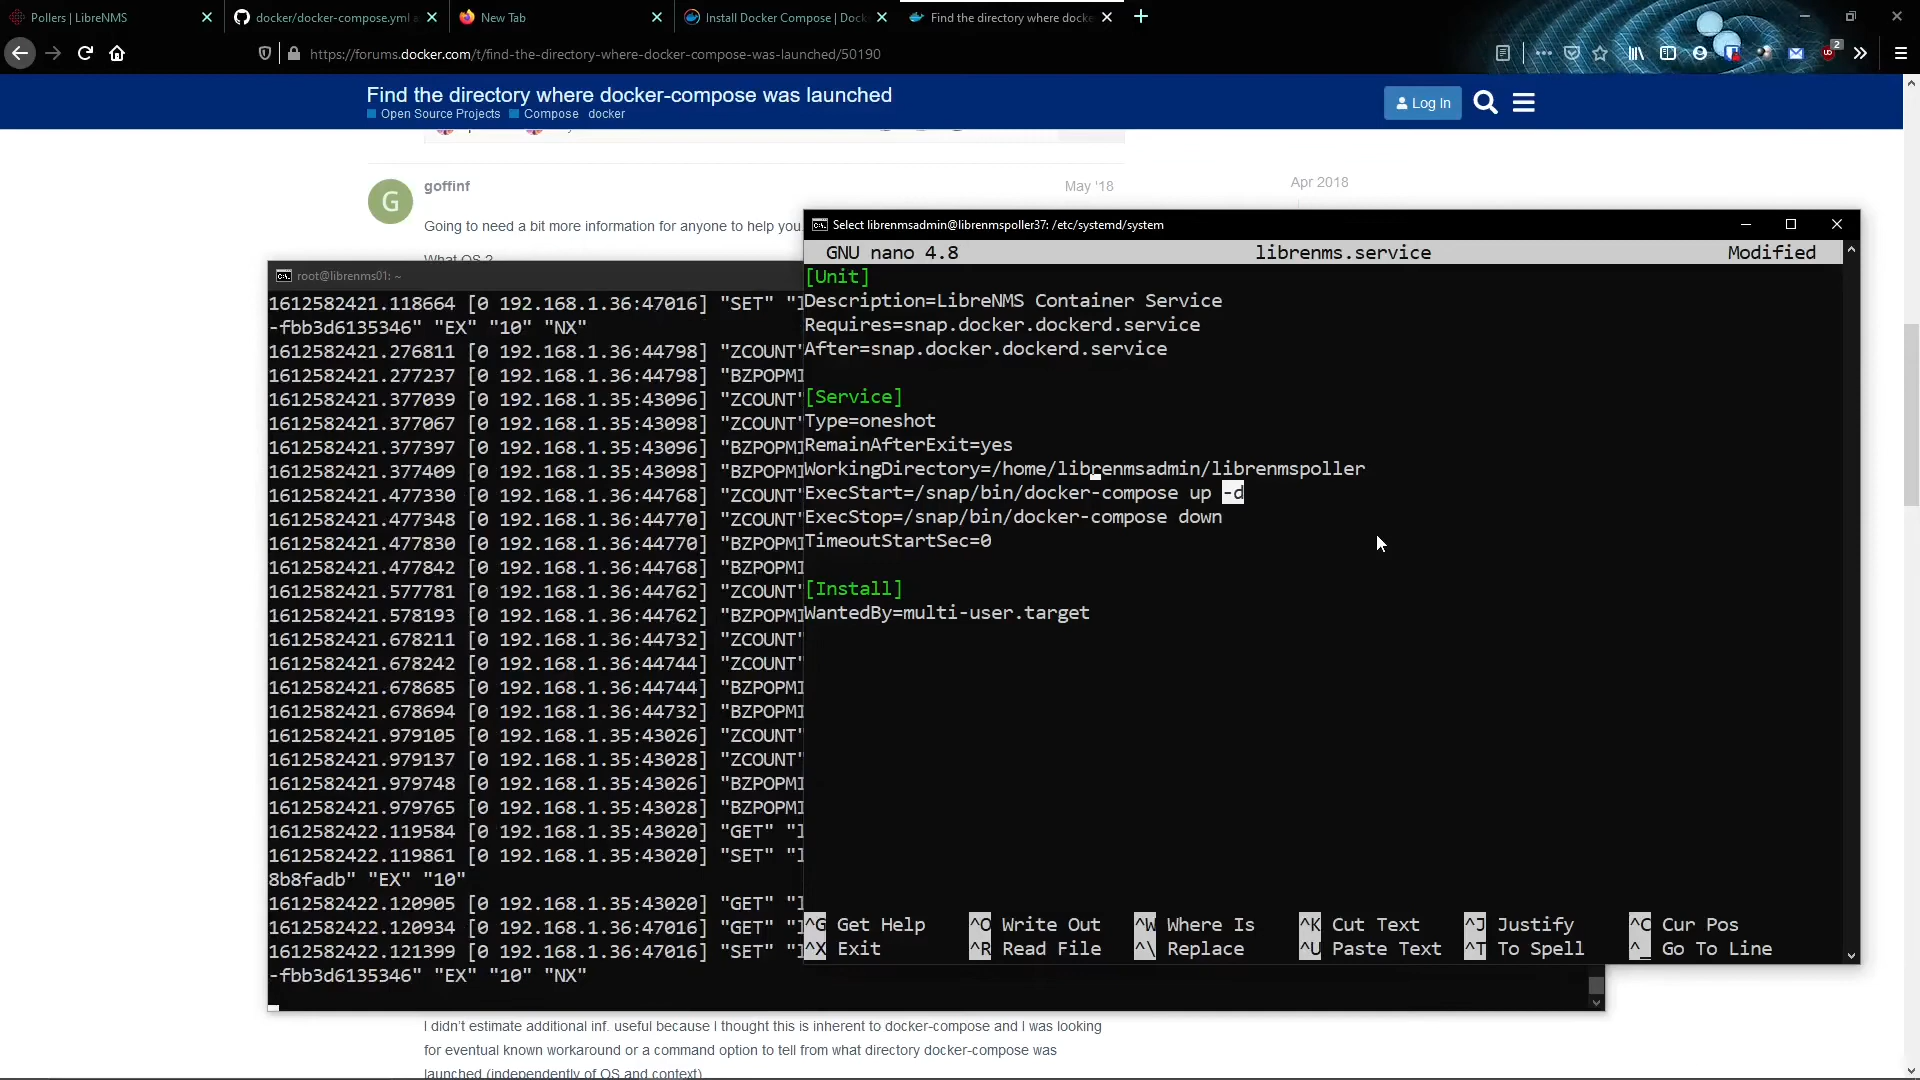 Pollers | LibreNMS
docker/docker-compose.yml a
New Tab
Install Docker Compose | Dock
Find the directory where docke
https://forums.docker.com/t/find-the-directory-where-docker-compose-was-launched/50190
2
Find the directory where docker-compose was launched
Open Source Projects Compose docker
Log In
G
goffinf
May '18
Apr 2018
Going to need a bit more information for anyone to help you.
What OS ?
root@librenms01: ~
1612582421.118664 [0 192.168.1.36:47016] "SET"
-fbb3d6135346" "EX" "10" "NX"
1612582421.276811 [0 192.168.1.36:44798] "ZCOUNT"
1612582421.277237 [0 192.168.1.36:44798] "BZPOPMI
1612582421.377039 [0 192.168.1.35:43096] "ZCOUNT"
1612582421.377067 [0 192.168.1.35:43098] "ZCOUNT"
1612582421.377397 [0 192.168.1.35:43096] "BZPOPMI
1612582421.377409 [0 192.168.1.35:43098] "BZPOPMI
1612582421.477330 [0 192.168.1.36:44768] "ZCOUNT"
1612582421.477348 [0 192.168.1.36:44770] "ZCOUNT"
1612582421.477830 [0 192.168.1.36:44770] "BZPOPMI
1612582421.477842 [0 192.168.1.36:44768] "BZPOPMI
1612582421.577781 [0 192.168.1.36:44762] "ZCOUNT"
1612582421.578193 [0 192.168.1.36:44762] "BZPOPMI
1612582421.678211 [0 192.168.1.36:44732] "ZCOUNT"
1612582421.678242 [0 192.168.1.36:44744] "ZCOUNT"
1612582421.678685 [0 192.168.1.36:44744] "BZPOPMI
1612582421.678694 [0 192.168.1.36:44732] "BZPOPMI
1612582421.979105 [0 192.168.1.35:43026] "ZCOUNT"
1612582421.979137 [0 192.168.1.35:43028] "ZCOUNT"
1612582421.979748 [0 192.168.1.35:43026] "BZPOPMI
1612582421.979765 [0 192.168.1.35:43028] "BZPOPMI
1612582422.119584 [0 192.168.1.35:43020] "GET"
1612582422.119861 [0 192.168.1.35:43020] "SET"
8b8fadb" "EX" "10"
1612582422.120905 [0 192.168.1.35:43020] "GET"
1612582422.120934 [0 192.168.1.36:47016] "GET"
1612582422.121399 [0 192.168.1.36:47016] "SET"
-fbb3d6135346" "EX" "10" "NX"
Select librenmsadmin@librenmspoller37: /etc/systemd/system
GNU nano 4.8 librenms.service Modified
[Unit]
Description=LibreNMS Container Service
Requires=snap.docker.dockerd.service
After=snap.docker.dockerd.service
[Service]
Type=oneshot
RemainAfterExit=yes
WorkingDirectory=/home/librenmsadmin/librenmspoller
ExecStart=/snap/bin/docker-compose up -d
ExecStop=/snap/bin/docker-compose down
TimeoutStartSec=0
[Install]
WantedBy=multi-user.target
^G Get Help ^O Write Out ^W Where Is ^K Cut Text ^J Justify ^C Cur Pos
^X Exit ^R Read File ^\ Replace ^U Paste Text ^T To Spell ^_ Go To Line
I didn't estimate additional inf. useful because I thought this is inherent to docker-compose and I was looking
for eventual known workaround or a command option to tell from what directory docker-compose was
launched (independently of OS and context)